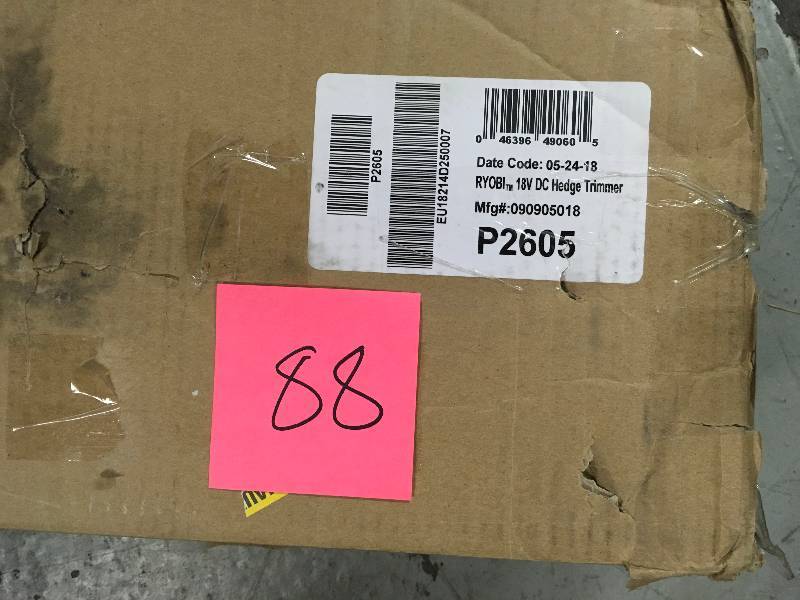 P2605
EU18214D250007
0 46396 49060 5
Date Code: 05-24-18
RYOBI™ 18V DC Hedge Trimmer
Mfg#:090905018
P2605
88